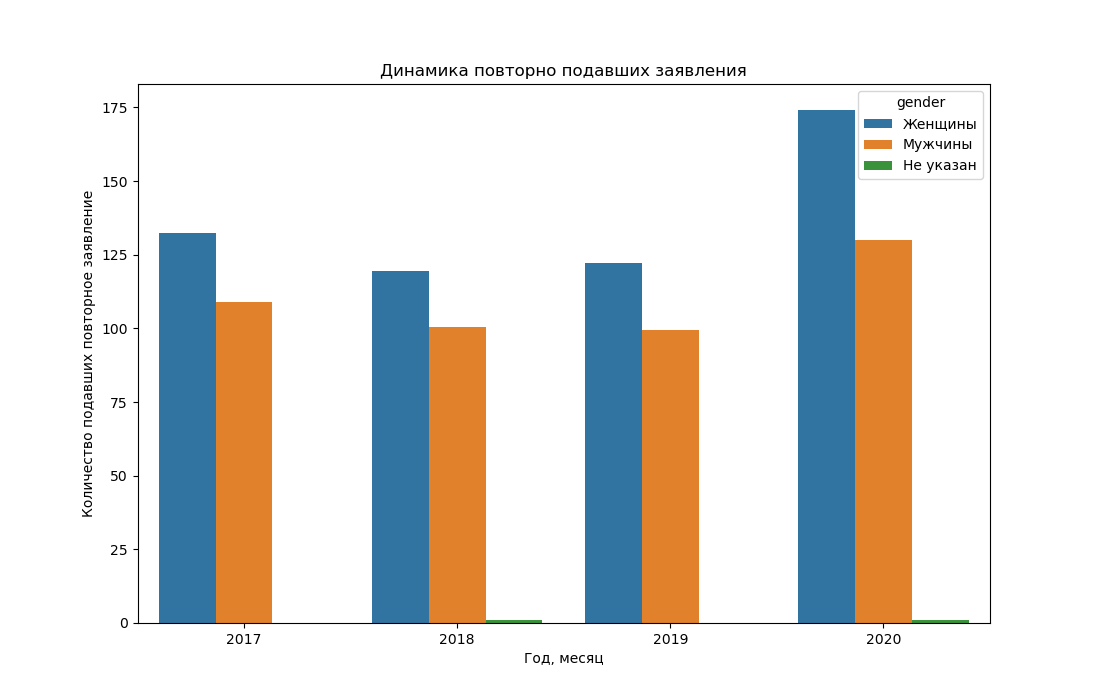 Динамика повторно подавших заявления
Количество подавших повторное заявление
175
150
125
100
75
50
25
0
gender
Женщины
Мужчины
Не указан
2017 2018 2019 2020
Год, месяц